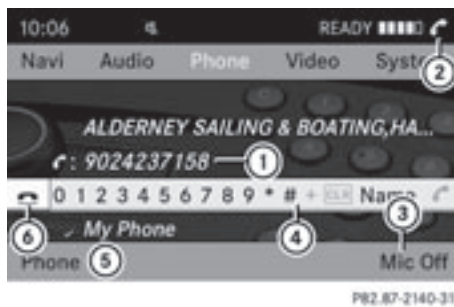 10:06 READY
Navi Audio Phone Video Syst
2
ALDERNEY SAILING & BOATING,HA...
: 9024237158 1
0 1 2 3 4 5 6 7 8 9 * # + CLR Name
3
6 My Phone 4
Phone 5 Mic Off
P82.87-2140-31